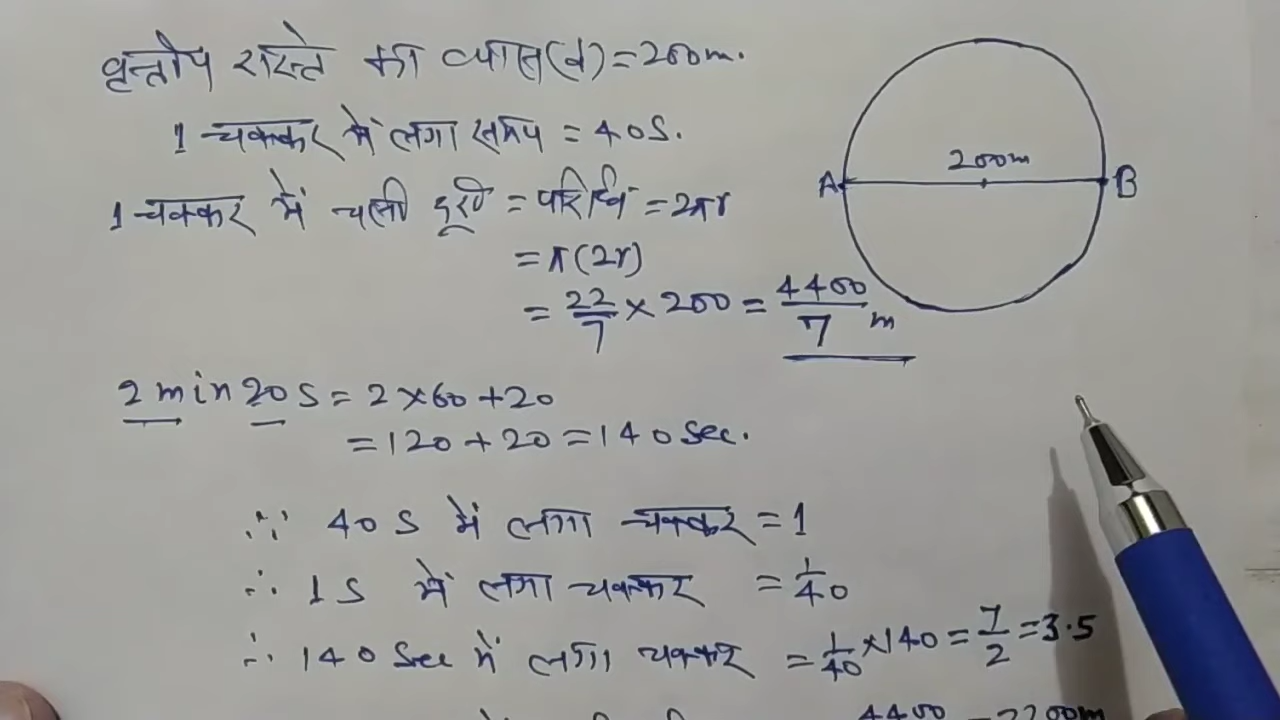 वृत्तीय रास्ते का व्यास(d)=200m.
1 चक्कर में लगा समय = 40S.
1 चक्कर में चली दूरी = परिधि = 2πr
= π(2r)
= 22/7 × 200 = 4400/7 m
A 200m B
2 min 20 S = 2×60+20
= 120 + 20 = 140 Sec.
∵ 40 S में लगा चक्कर = 1
∴ 1 S में लगा चक्कर = 1/40
∴ 140 Sec में लगा चक्कर = 1/40 × 140 = 7/2 = 3.5
4400 = 2200m